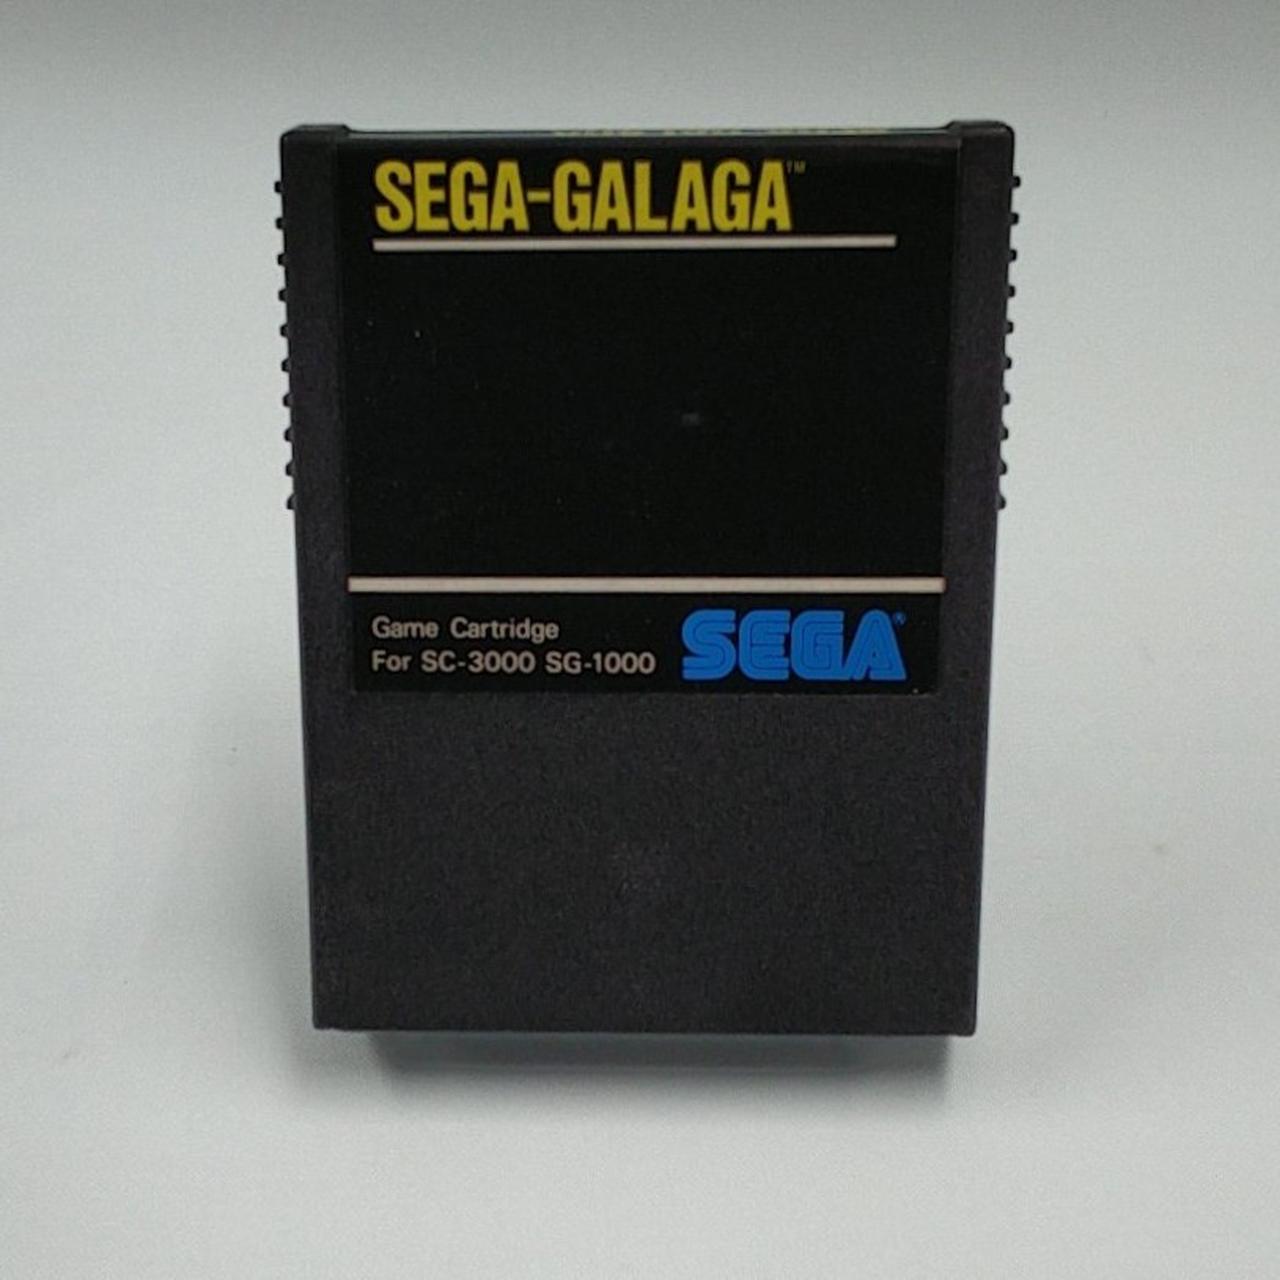 SEGA-GALAGA™
Game Cartridge
For SC-3000 SG-1000
SEGA®